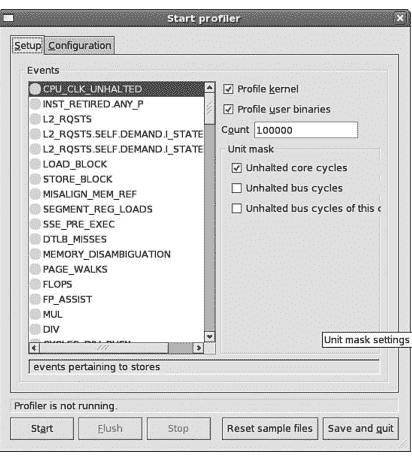 Start profiler
Setup Configuration
Events
CPU_CLK_UNHALTED
INST_RETIRED.ANY_P
L2_RQSTS
L2_RQSTS.SELF.DEMAND.I_STATE
L2_RQSTS.SELF.DEMAND.I_STATE
LOAD_BLOCK
STORE_BLOCK
MISALIGN_MEM_REF
SEGMENT_REG_LOADS
SSE_PRE_EXEC
DTLB_MISSES
MEMORY_DISAMBIGUATION
PAGE_WALKS
FLOPS
FP_ASSIST
MUL
DIV
Profile kernel
Profile user binaries
Count 100000
Unit mask
Unhalted core cycles
Unhalted bus cycles
Unhalted bus cycles of this c
Unit mask settings
events pertaining to stores
Profiler is not running.
Start Flush Stop Reset sample files Save and quit